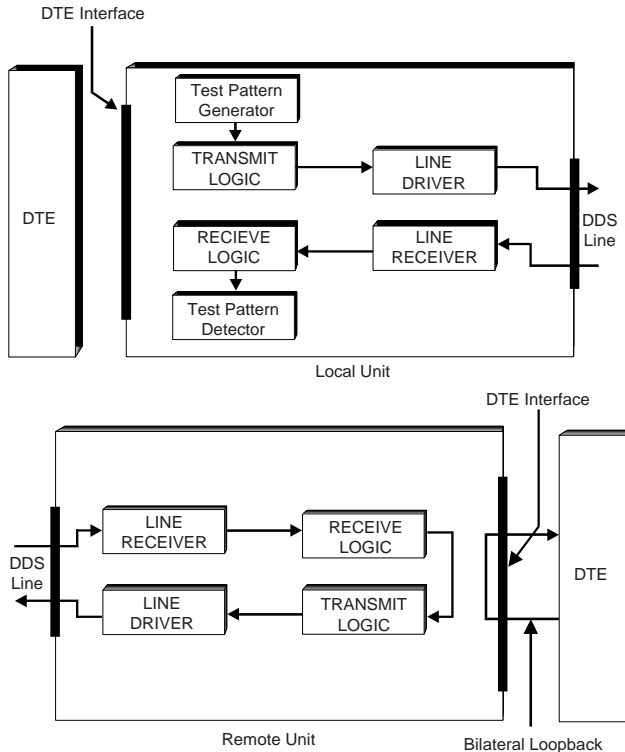 DTE Interface
Test Pattern
Generator
TRANSMIT
LOGIC
LINE
DRIVER
DTE
DDS
Line
RECIEVE
LOGIC
LINE
RECEIVER
Test Pattern
Detector
Local Unit
DTE Interface
LINE
RECEIVER
RECEIVE
LOGIC
DDS
Line
DTE
LINE
DRIVER
TRANSMIT
LOGIC
Remote Unit
Bilateral Loopback